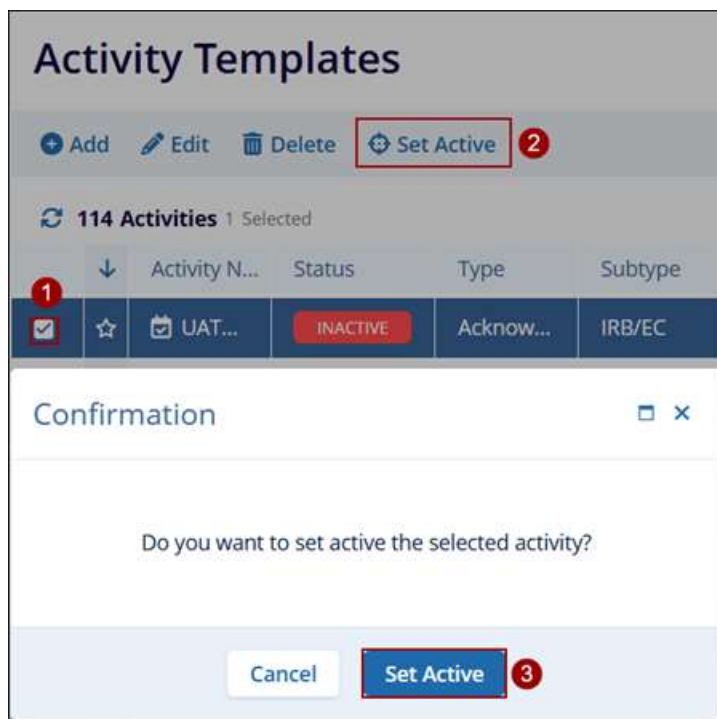 Activity Templates
Add Edit Delete Set Active 2
114 Activities 1 Selected
Activity N... Status Type Subtype
1
UAT... INACTIVE Acknow... IRB/EC
Confirmation
Do you want to set active the selected activity?
Cancel Set Active 3